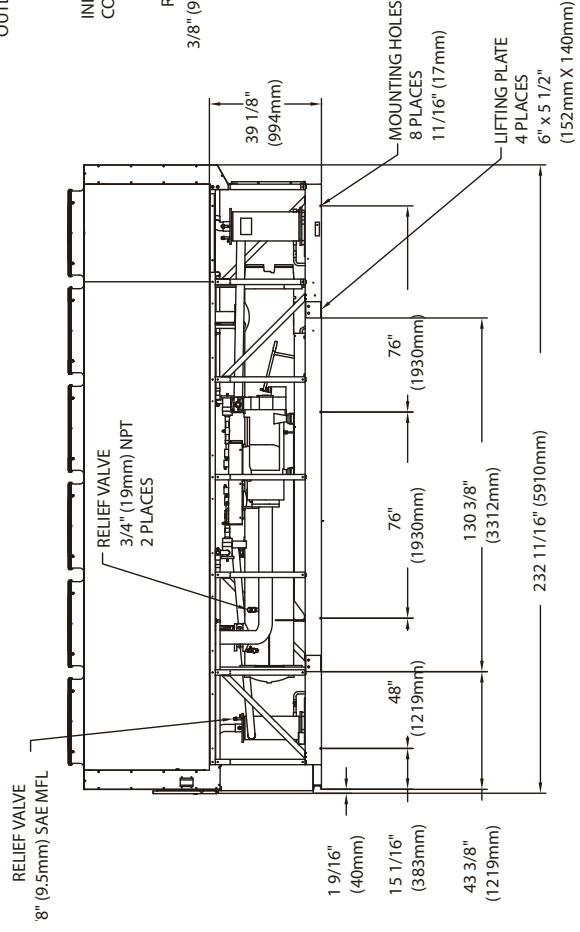 OUTL
INL
CO
R
3/8" (9
RELIEF VALVE
'8" (9.5mm) SAE MFL
RELIEF VALVE
3/4" (19mm) NPT
2 PLACES
39 1/8"
(994mm)
MOUNTING HOLES
8 PLACES
11/16" (17mm)
LIFTING PLATE
4 PLACES
6" x 5 1/2"
(152mm X 140mm)
1 9/16"
(40mm)
15 1/16"
(383mm)
43 3/8"
(1219mm)
48"
(1219mm)
76"
(1930mm)
76"
(1930mm)
130 3/8"
(3312mm)
232 11/16" (5910mm)